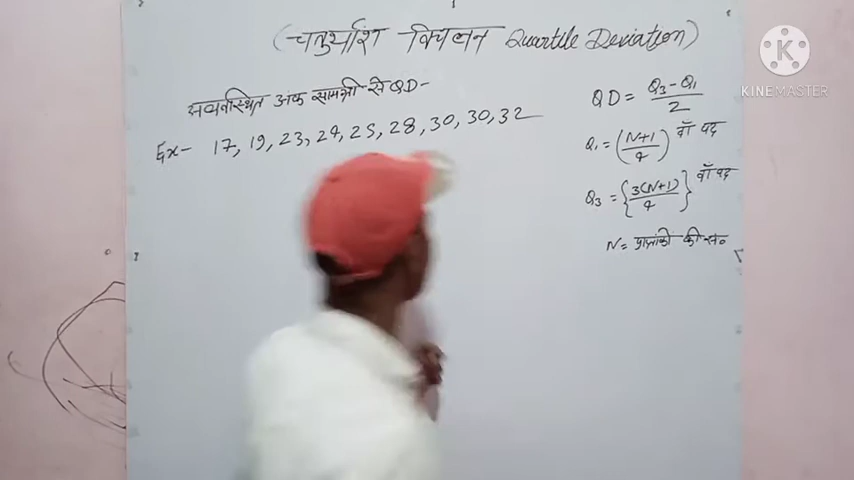 (चतुर्थांश विचलन Quartile Deviation)
अव्यवस्थित अंक सामग्री से QD-
Ex- 17, 19, 23, 24, 25, 28, 30, 30, 32
QD = Q3-Q1/2
Q1 = (N+1/4) वाँ पद
Q3 = {3(N+1)/4} वाँ पद
N = प्राप्तांकों की सं०
KINEMASTER